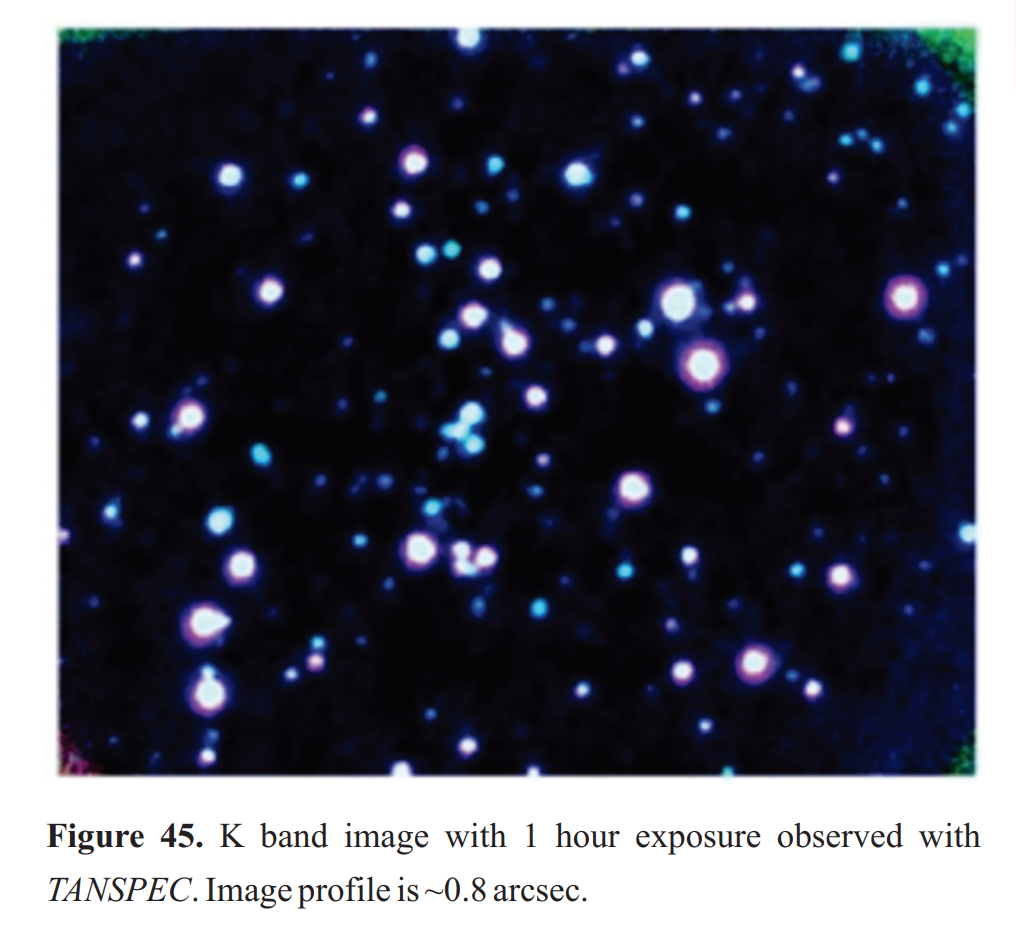 Figure 45. K band image with 1 hour exposure observed with
TANSPEC. Image profile is ~0.8 arcsec.